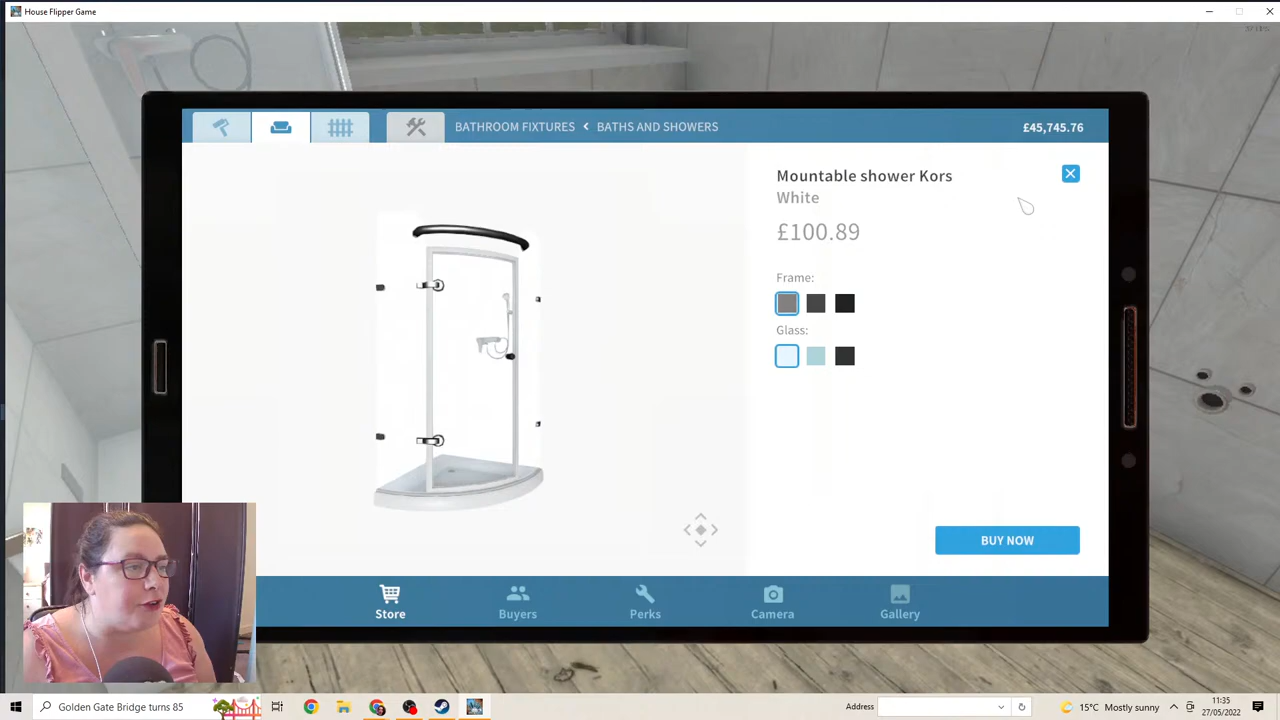 House Flipper Game
BATHROOM FIXTURES
BATHS AND SHOWERS
£45,745.76
Mountable shower Kors
White
£100.89
Frame:
Glass:
BUY NOW
Store
Buyers
Perks
Camera
Gallery
Golden Gate Bridge turns 85
Address
15°C Mostly sunny
11:35
27/05/2022